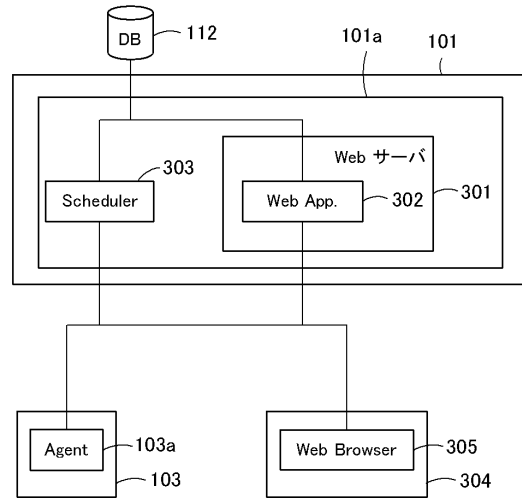 DB
112
101a
101
Web サーバ
303
301
Scheduler
Web App.
302
Agent
103a
103
Web Browser
305
304